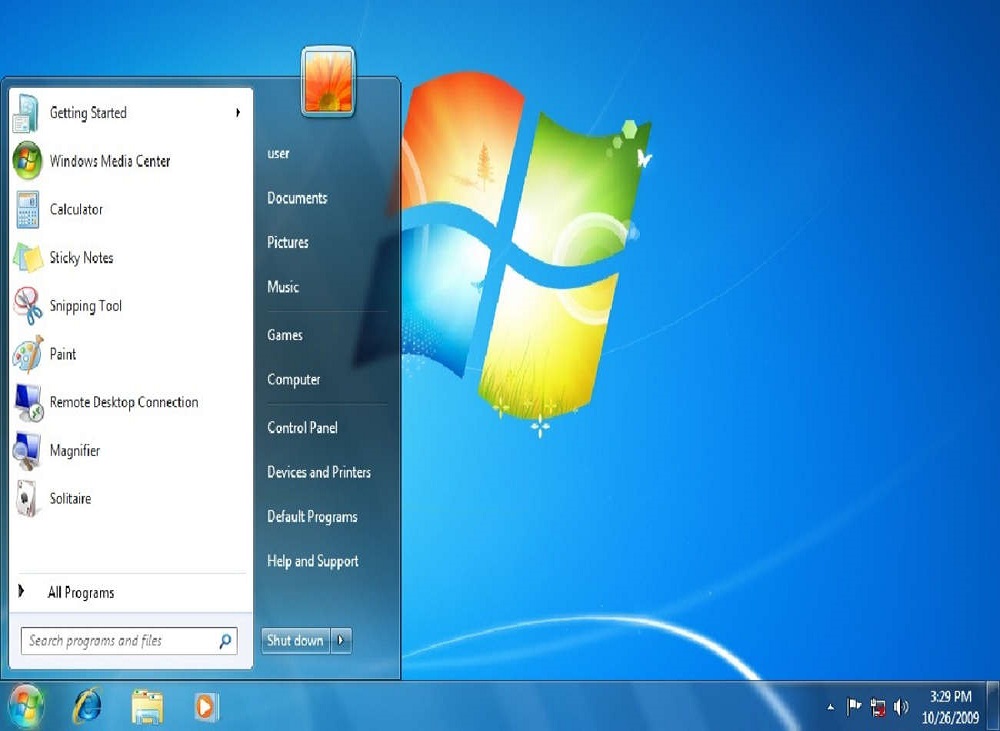 Getting Started
Windows Media Center
Calculator
Sticky Notes
Snipping Tool
Paint
Remote Desktop Connection
Magnifier
Solitaire
All Programs
Search programs and files
user
Documents
Pictures
Music
Games
Computer
Control Panel
Devices and Printers
Default Programs
Help and Support
Shut down
3:29 PM
10/26/2009